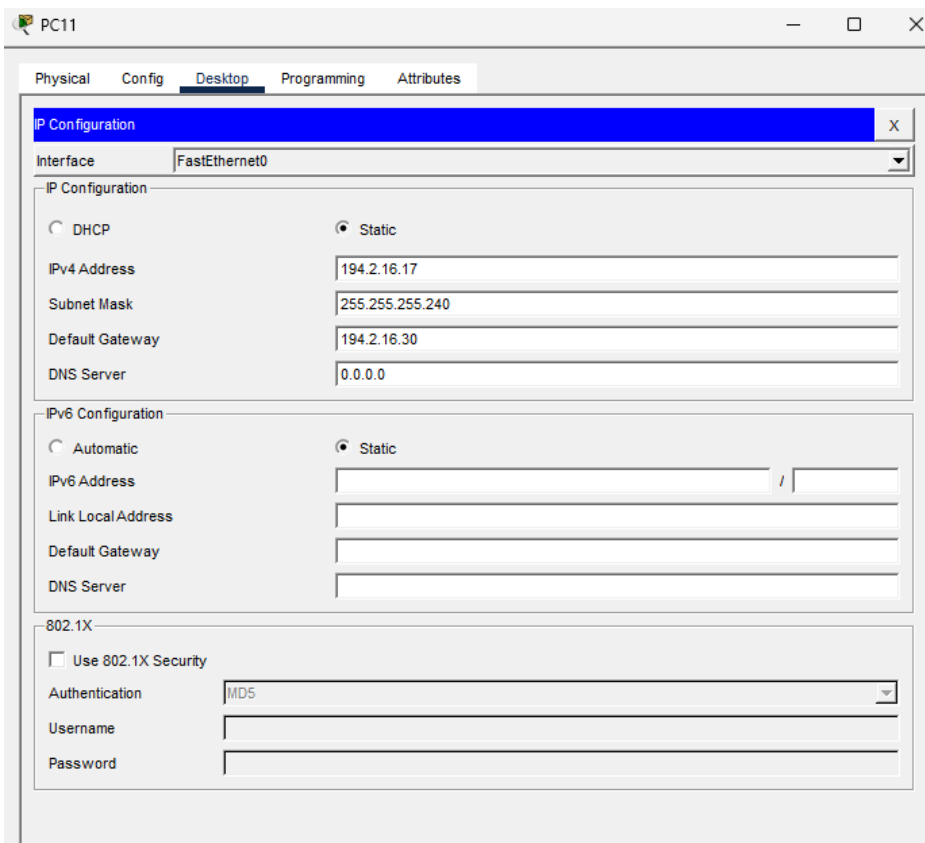 PC11
Physical Config Desktop Programming Attributes
IP Configuration X
Interface FastEthernet0
IP Configuration
DHCP Static
IPv4 Address 194.2.16.17
Subnet Mask 255.255.255.240
Default Gateway 194.2.16.30
DNS Server 0.0.0.0
IPv6 Configuration
Automatic Static
IPv6 Address /
Link Local Address
Default Gateway
DNS Server
802.1X
Use 802.1X Security
Authentication MD5
Username
Password